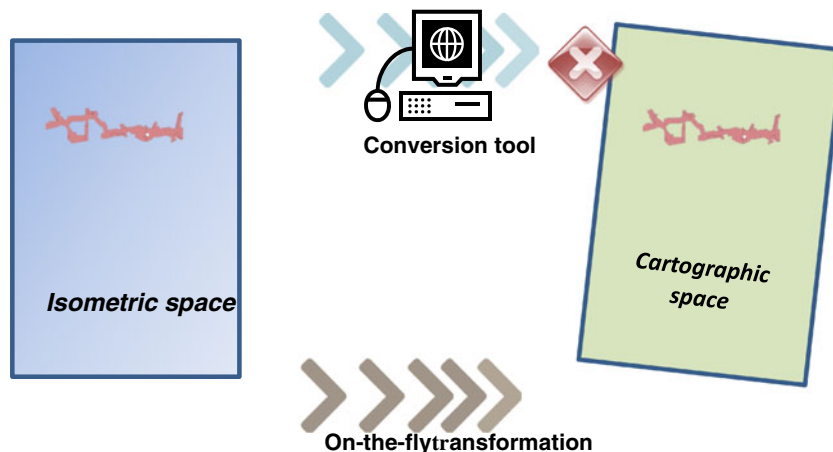 Conversion tool
Isometric space
Cartographic
space
On-the-flytransformation